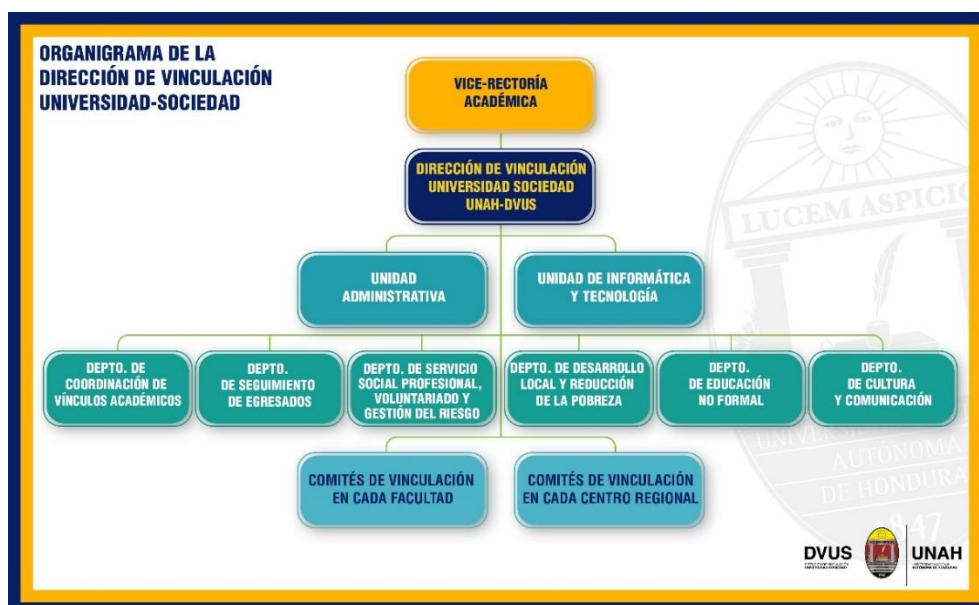 ORGANIGRAMA DE LA
DIRECCIÓN DE VINCULACIÓN
UNIVERSIDAD-SOCIEDAD
VICE-RECTORÍA
ACADÉMICA
DIRECCIÓN DE VINCULACIÓN
UNIVERSIDAD SOCIEDAD
UNAH-DVUS
UNIDAD
ADMINISTRATIVA
UNIDAD DE INFORMÁTICA
Y TECNOLOGÍA
DEPTO. DE
COORDINACIÓN DE
VÍNCULOS ACADÉMICOS
DEPTO.
DE SEGUIMIENTO
DE EGRESADOS
DEPTO. DE SERVICIO
SOCIAL PROFESIONAL,
VOLUNTARIADO Y
GESTIÓN DEL RIESGO
DEPTO. DE DESARROLLO
LOCAL Y REDUCCIÓN
DE LA POBREZA
DEPTO.
DE EDUCACIÓN
NO FORMAL
DEPTO.
DE CULTURA
Y COMUNICACIÓN
COMITÉS DE VINCULACIÓN
EN CADA FACULTAD
COMITÉS DE VINCULACIÓN
EN CADA CENTRO REGIONAL
LUCEM ASPICIO
AUTÓNOMA
DE HONDURA
1847
DVUS
UNAH